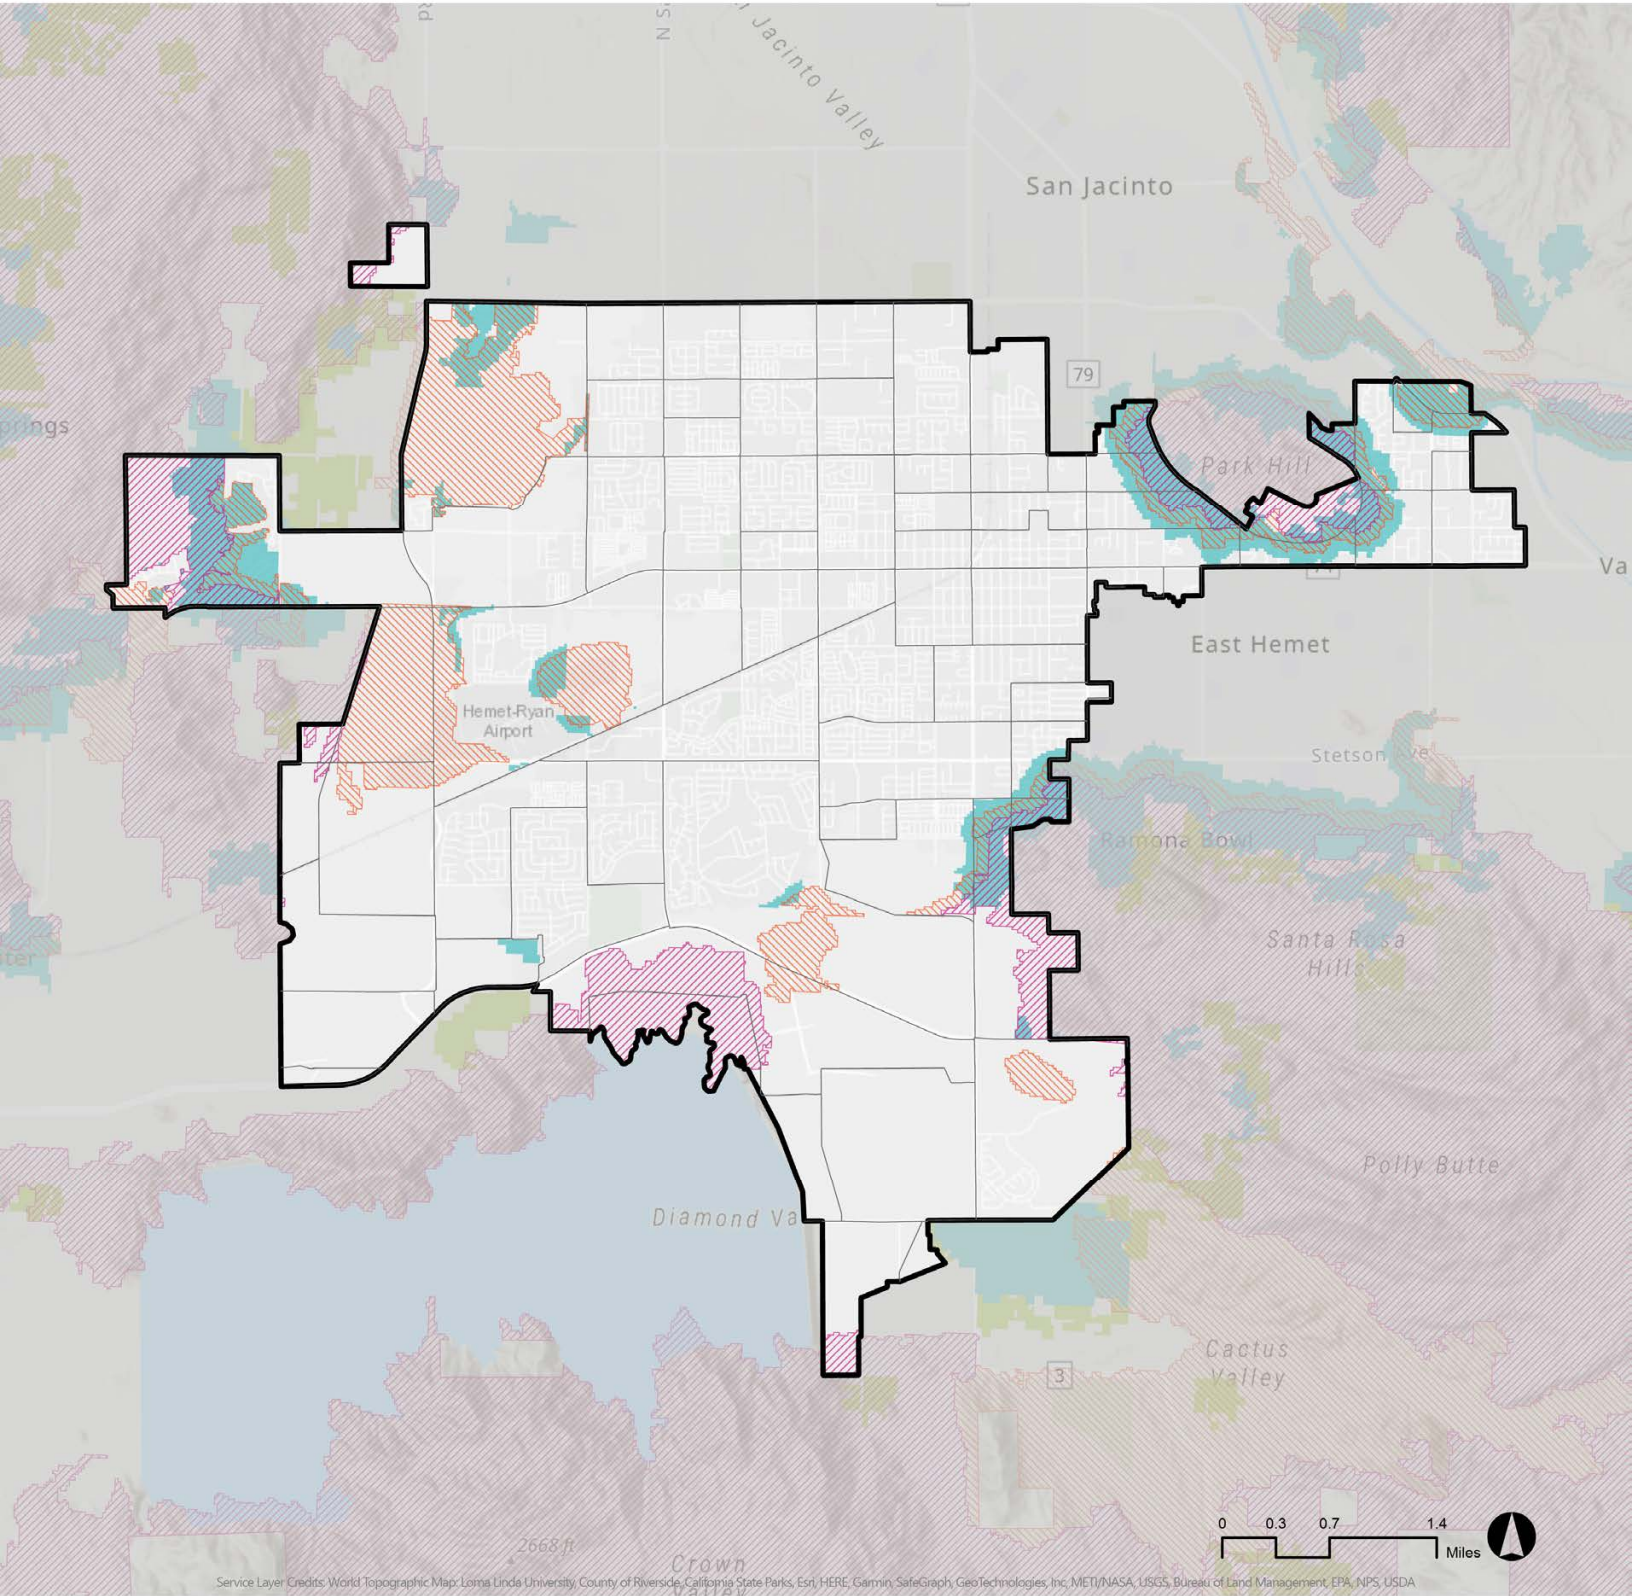 N S
Jacinto Valley
San Jacinto
79
springs
Park Hill
Va
East Hemet
Hemet-Ryan
Airport
Stetson Ave
Ramona Bowl
Santa Rosa
Hills
Polly Butte
Diamond Va
Cactus
Valley
3
0 0.3 0.7 1.4
Miles
2668 ft
Crown
Valley
Service Layer Credits: World Topographic Map: Loma Linda University, County of Riverside, California State Parks, Esri, HERE, Garmin, SafeGraph, GeoTechnologies, Inc, METI/NASA, USGS, Bureau of Land Management, EPA, NPS, USDA